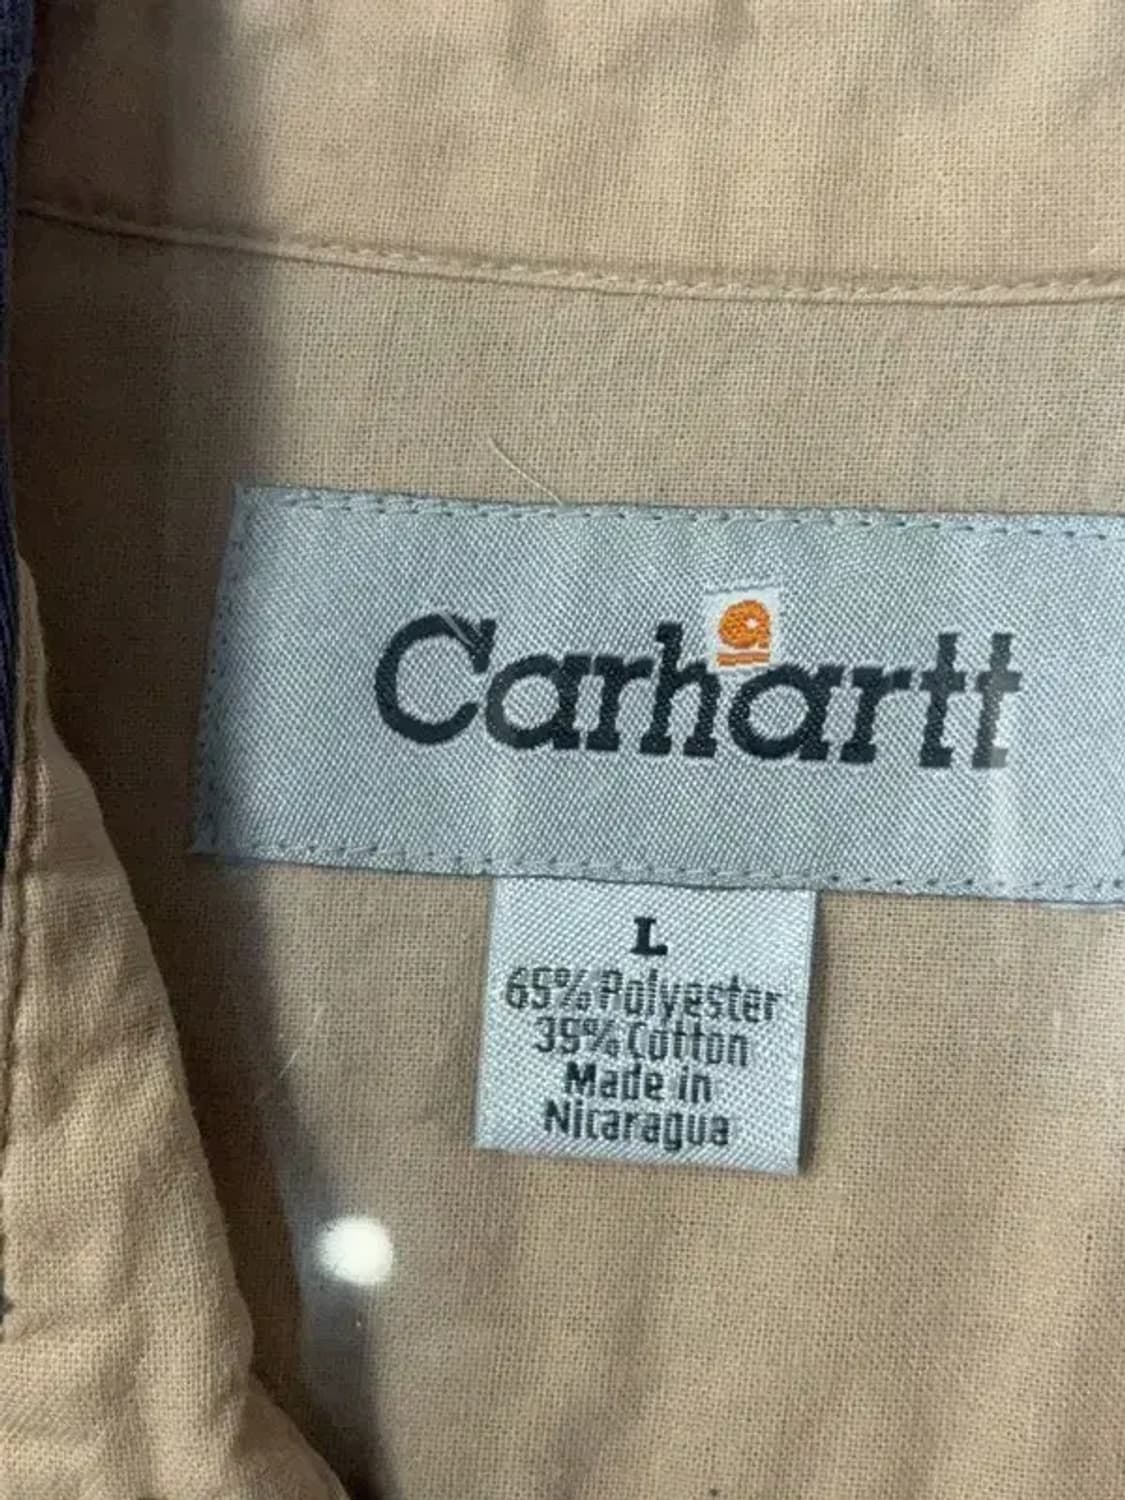 Carhartt
L
65% Polyester
35% Cotton
Made in
Nicaragua